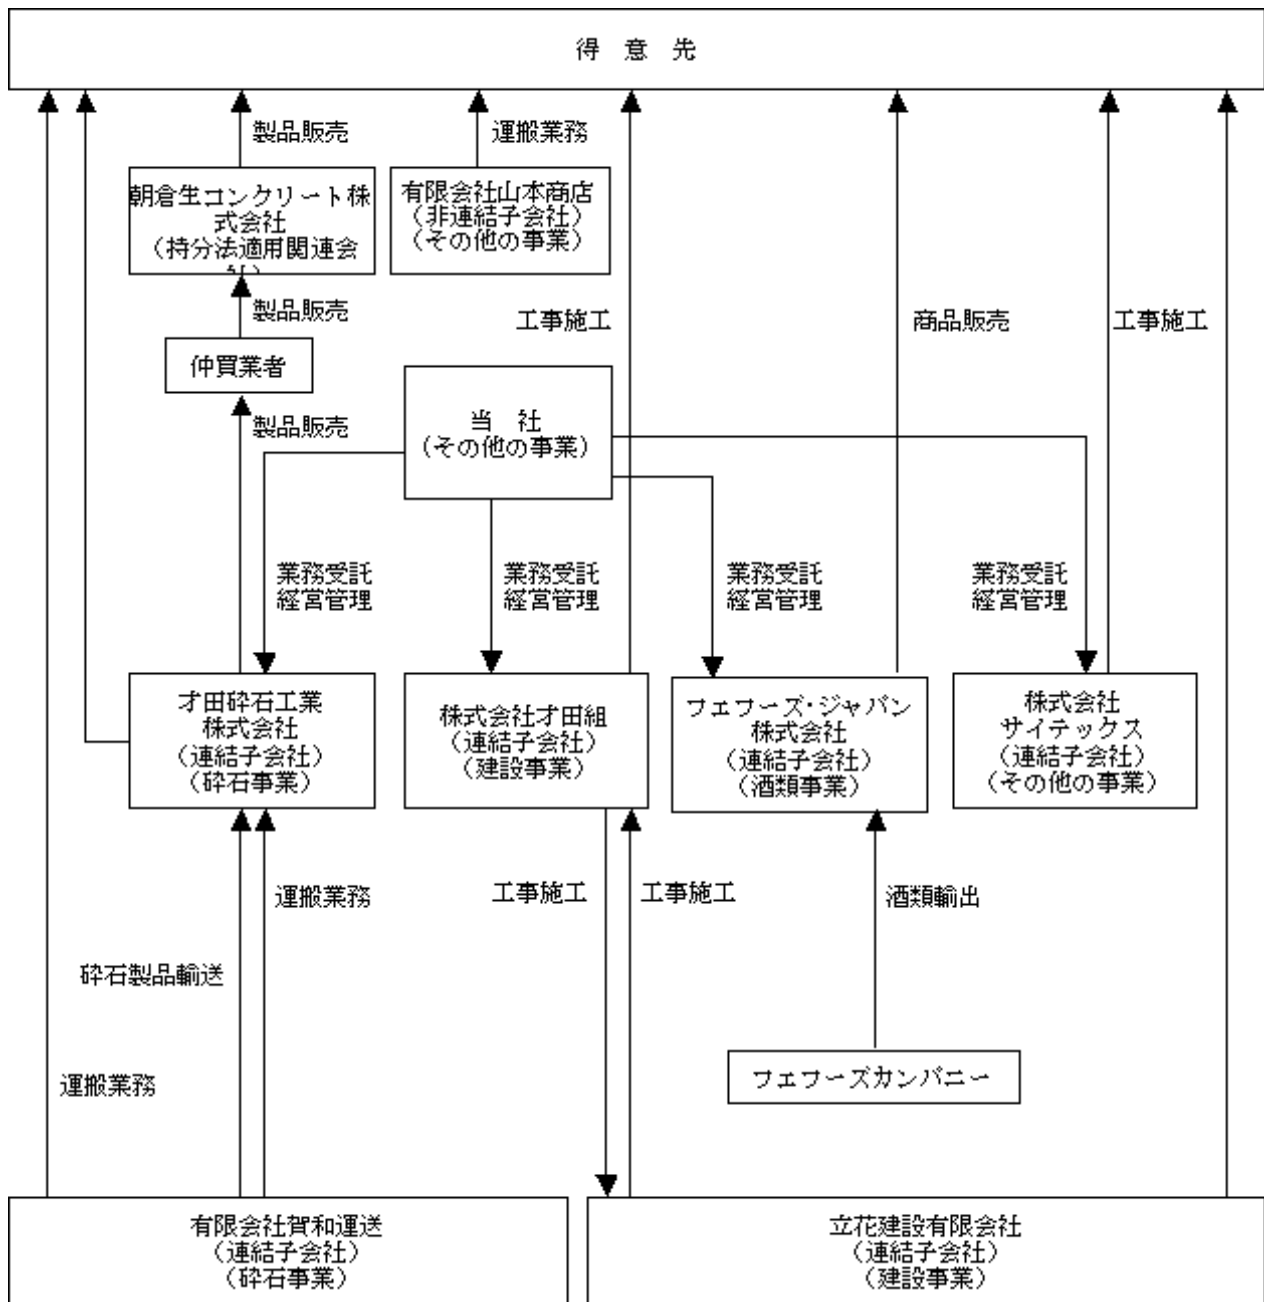 得 意 先
製品販売
運搬業務
朝倉生コンクリート株
式会社
（持分法適用関連会
有限会社山本商店
（非連結子会社）
（その他の事業）
製品販売
工事施工
商品販売
工事施工
仲買業者
当 社
（その他の事業）
製品販売
業務受託
経営管理
業務受託
経営管理
業務受託
経営管理
業務受託
経営管理
才田砕石工業
株式会社
（連結子会社）
（砕石事業）
株式会社才田組
（連結子会社）
（建設事業）
フェフーズ・ジャパン
株式会社
（連結子会社）
（酒類事業）
株式会社
サイテックス
（連結子会社）
（その他の事業）
運搬業務
工事施工
工事施工
酒類輸出
砕石製品輸送
運搬業務
フェフーズカンパニー
有限会社賀和運送
（連結子会社）
（砕石事業）
立花建設有限会社
（連結子会社）
（建設事業）